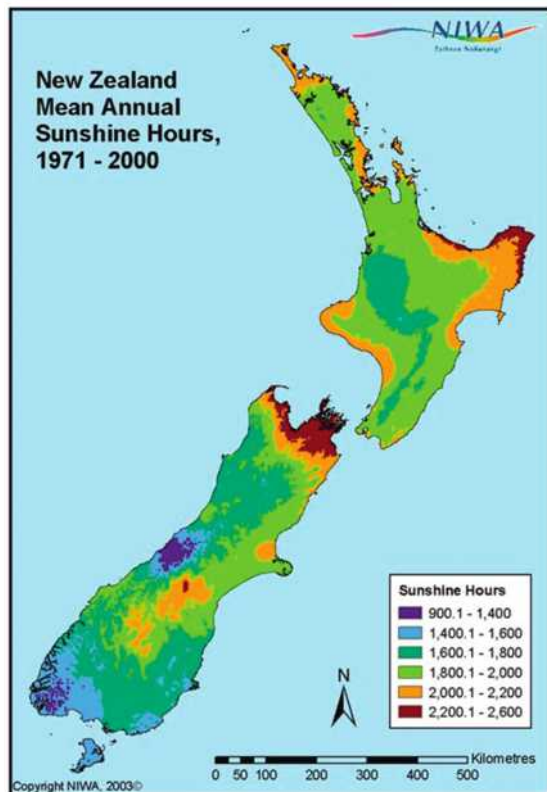 NIWA
Taihoro Nukurangi
New Zealand
Mean Annual
Sunshine Hours,
1971 - 2000
Sunshine Hours
900.1 - 1,400
1,400.1 - 1,600
1,600.1 - 1,800
1,800.1 - 2,000
2,000.1 - 2,200
2,200.1 - 2,600
N
Kilometres
0 50 100 200 300 400 500
Copyright NIWA, 2003©